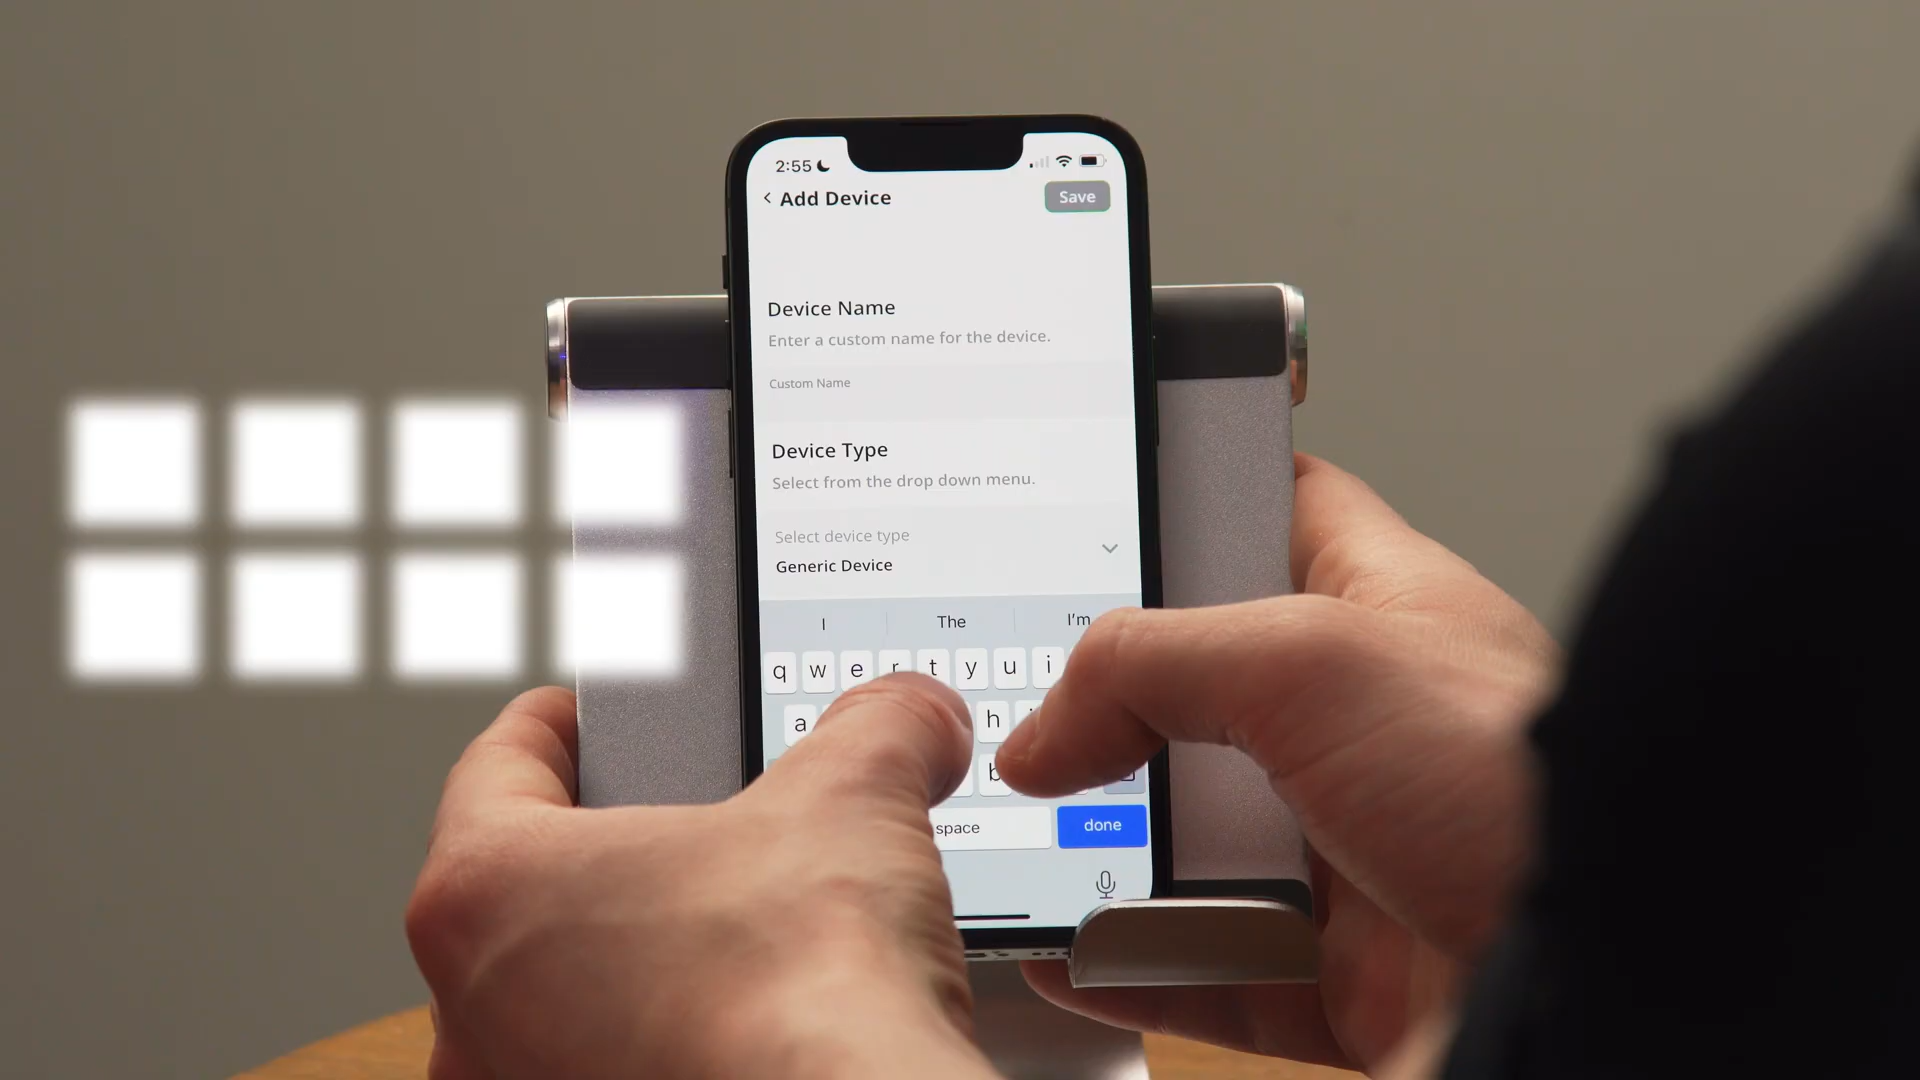 2:55
Add Device
Save
Device Name
Enter a custom name for the device.
Custom Name
Device Type
Select from the drop down menu.
Select device type
Generic Device
I The I'm
q w e r t y u i
a h
b
space done